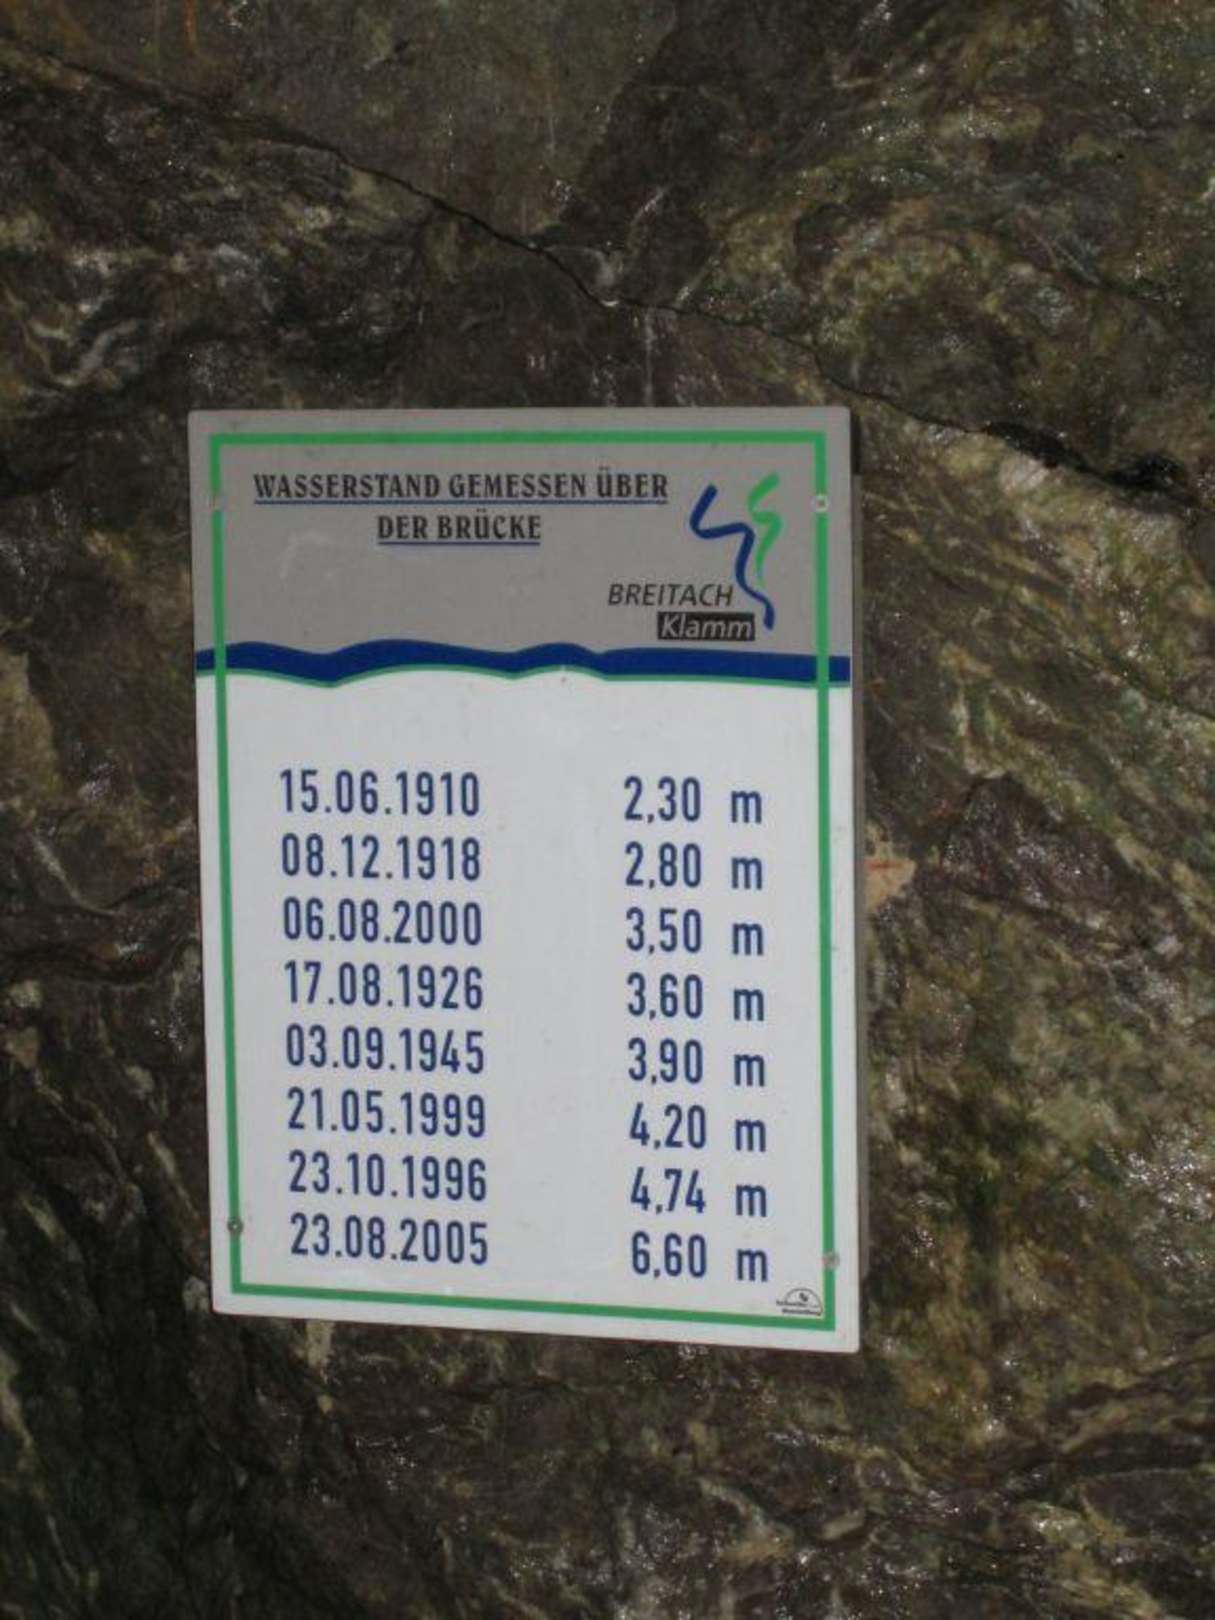 WASSERSTAND GEMESSEN ÜBER
DER BRÜCKE
BREITACH
Klamm
15.06.1910 2,30 m
08.12.1918 2,80 m
06.08.2000 3,50 m
17.08.1926 3,60 m
03.09.1945 3,90 m
21.05.1999 4,20 m
23.10.1996 4,74 m
23.08.2005 6,60 m